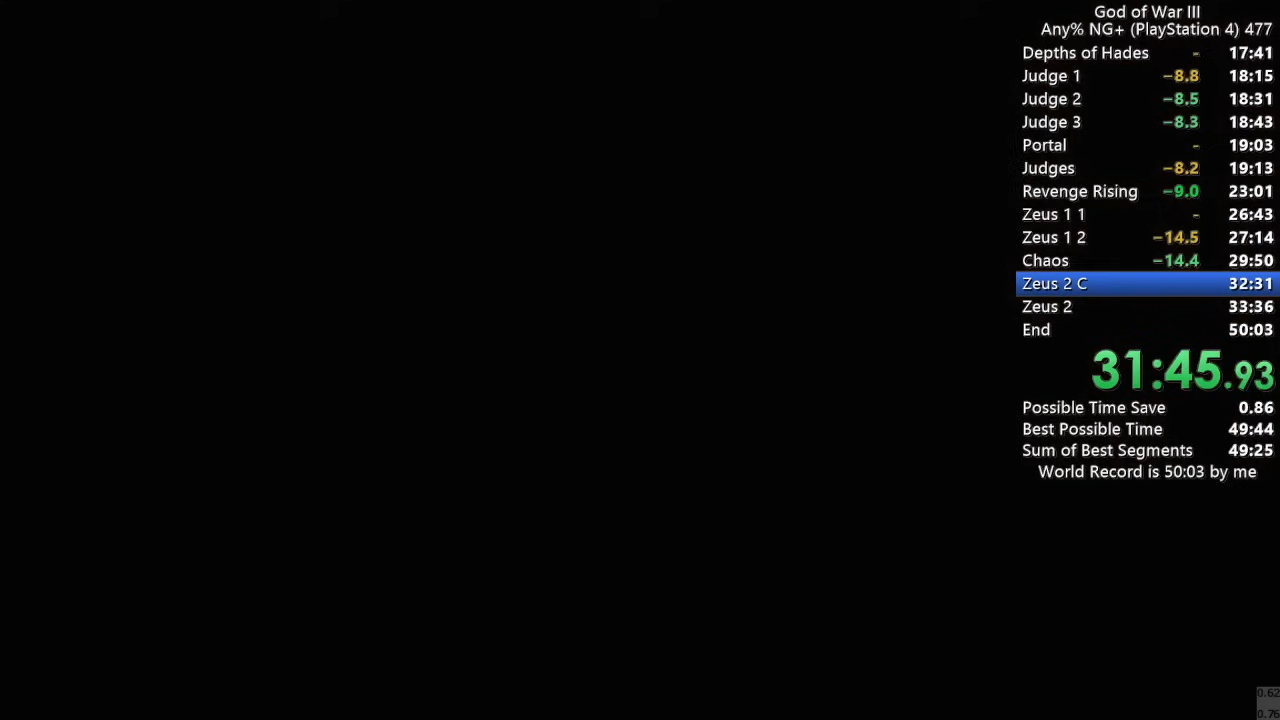 God of War III
Any% NG+ (PlayStation 4) 477
Depths of Hades - 17:41
Judge 1 −8.8 18:15
Judge 2 −8.5 18:31
Judge 3 −8.3 18:43
Portal - 19:03
Judges −8.2 19:13
Revenge Rising −9.0 23:01
Zeus 1 1 - 26:43
Zeus 1 2 −14.5 27:14
Chaos −14.4 29:50
Zeus 2 C 32:31
Zeus 2 33:36
End 50:03
31:45.93
Possible Time Save 0.86
Best Possible Time 49:44
Sum of Best Segments 49:25
World Record is 50:03 by me
0.62
0.76